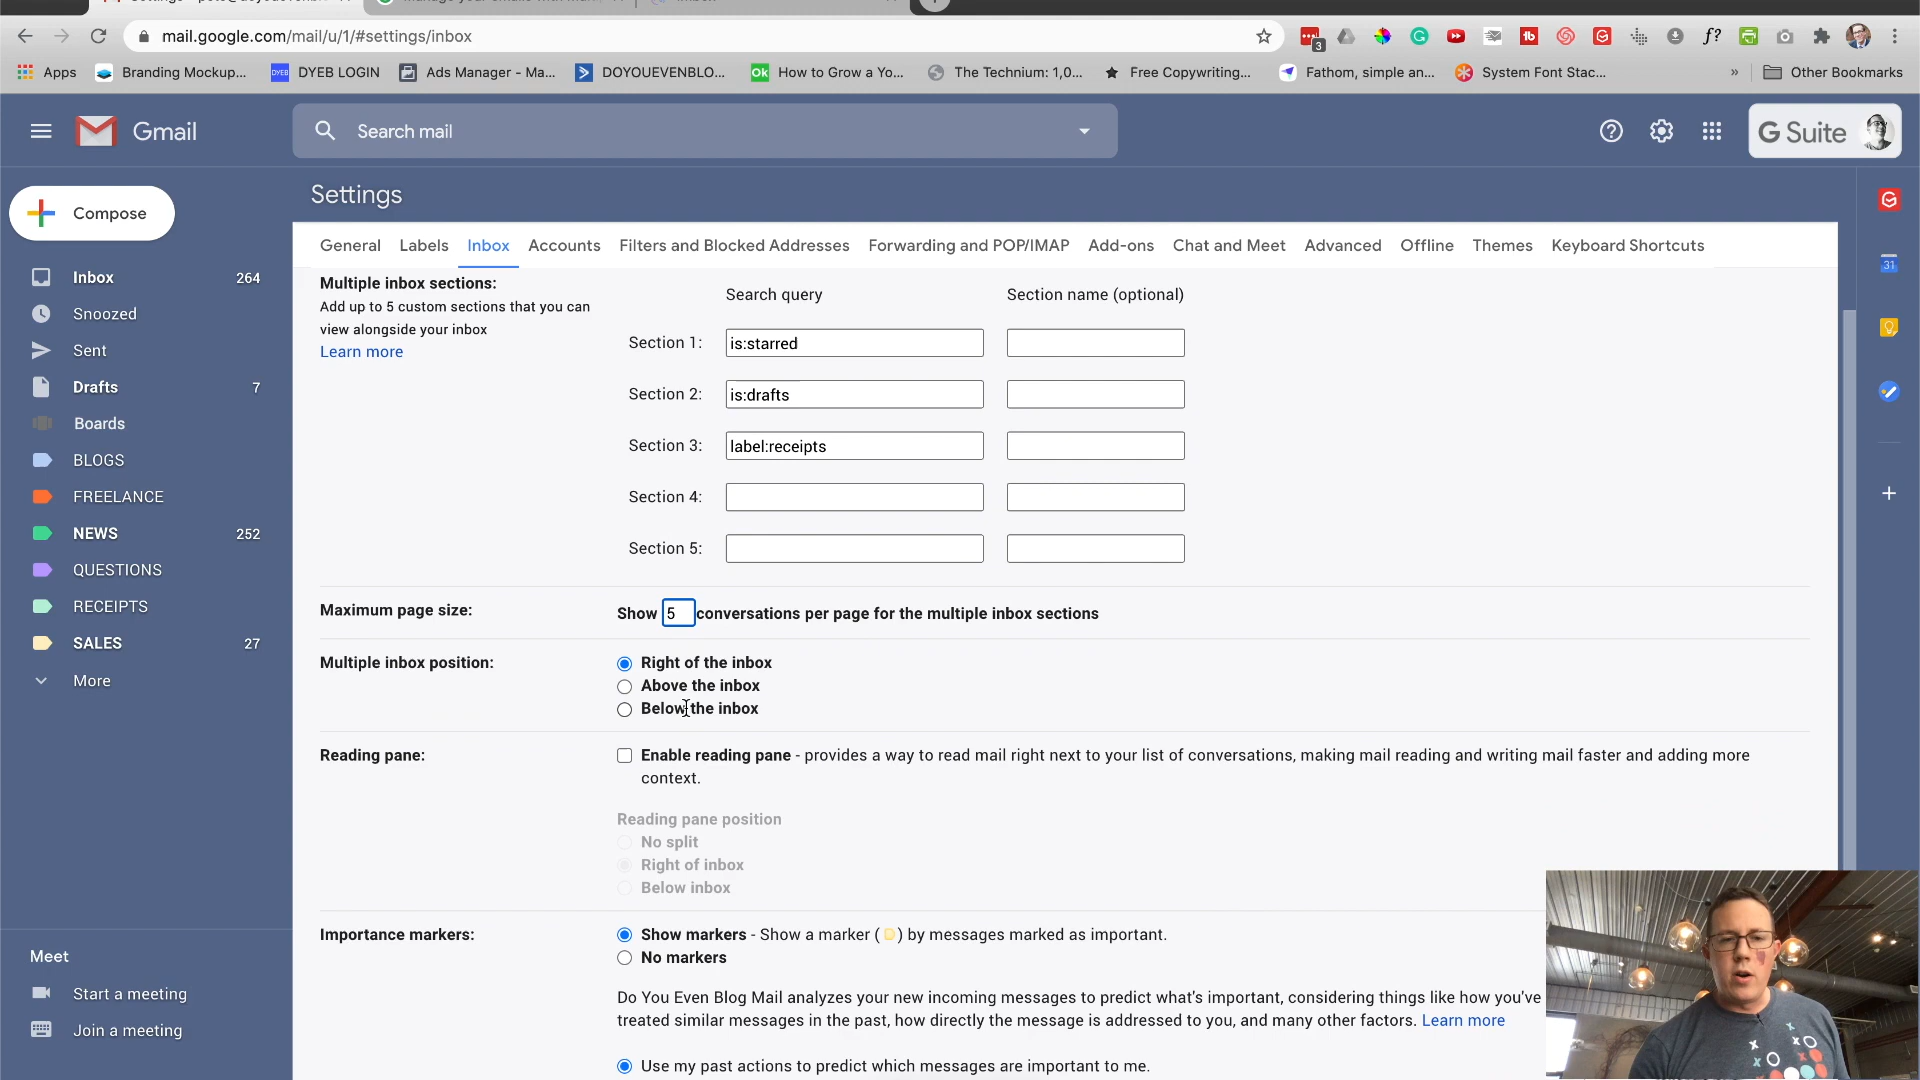 mail.google.com/mail/u/1/#settings/inbox
3
f?
Apps
Branding Mockup...
DYEB
DYEB LOGIN
Ads Manager - Ma...
DOYOUEVENBLO...
Ok
How to Grow a Yo...
The Technium: 1,0...
Free Copywriting...
Fathom, simple an...
System Font Stac...
»
Other Bookmarks
Gmail
Search mail
G Suite
Compose
Settings
General
Labels
Inbox
Accounts
Filters and Blocked Addresses
Forwarding and POP/IMAP
Add-ons
Chat and Meet
Advanced
Offline
Themes
Keyboard Shortcuts
Inbox 264
Snoozed
Sent
Drafts 7
Boards
BLOGS
FREELANCE
NEWS 252
QUESTIONS
RECEIPTS
SALES 27
More
Meet
Start a meeting
Join a meeting
Multiple inbox sections:
Add up to 5 custom sections that you can
view alongside your inbox
Learn more
Search query
Section name (optional)
Section 1: is:starred
Section 2: is:drafts
Section 3: label:receipts
Section 4:
Section 5:
Maximum page size:
Show 5 conversations per page for the multiple inbox sections
Multiple inbox position:
Right of the inbox
Above the inbox
Below the inbox
Reading pane:
Enable reading pane - provides a way to read mail right next to your list of conversations, making mail reading and writing mail faster and adding more
context.
Reading pane position
No split
Right of inbox
Below inbox
Importance markers:
Show markers - Show a marker ( ) by messages marked as important.
No markers
Do You Even Blog Mail analyzes your new incoming messages to predict what's important, considering things like how you've
treated similar messages in the past, how directly the message is addressed to you, and many other factors. Learn more
Use my past actions to predict which messages are important to me.
31